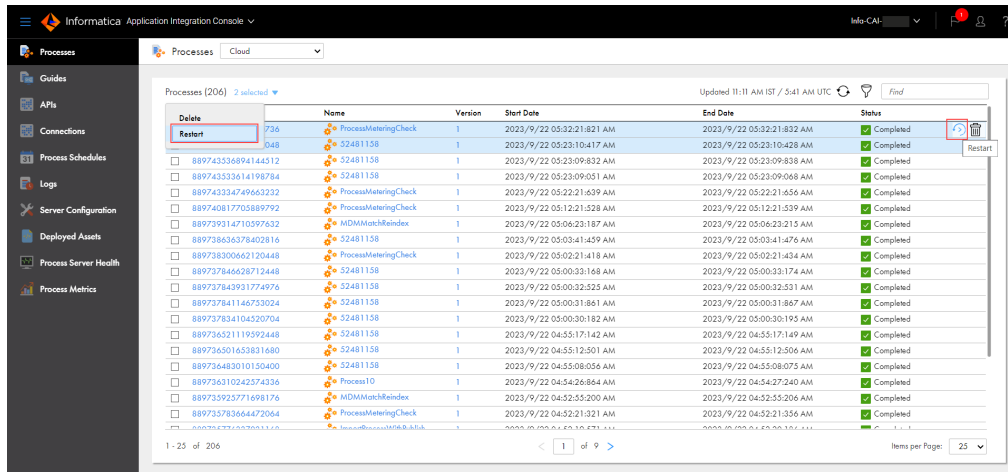 Informatica Application Integration Console
Info-CAI-
1
?
Processes
Guides
APIs
Connections
Process Schedules
Logs
Server Configuration
Deployed Assets
Process Server Health
Process Metrics
Processes Cloud
Processes (206) 2 selected Updated 11:11 AM IST / 5:41 AM UTC Find
Delete
Restart
Name Version Start Date End Date Status
736 ProcessMeteringCheck 1 2023/9/22 05:32:21:821 AM 2023/9/22 05:32:21:832 AM Completed
Restart
048 52481158 1 2023/9/22 05:23:10:417 AM 2023/9/22 05:23:10:428 AM Completed
889743536894144512 52481158 1 2023/9/22 05:23:09:832 AM 2023/9/22 05:23:09:838 AM Completed
889743533614198784 52481158 1 2023/9/22 05:23:09:051 AM 2023/9/22 05:23:09:068 AM Completed
889743334749663232 ProcessMeteringCheck 1 2023/9/22 05:22:21:639 AM 2023/9/22 05:22:21:656 AM Completed
889740817705889792 ProcessMeteringCheck 1 2023/9/22 05:12:21:528 AM 2023/9/22 05:12:21:539 AM Completed
889739314710597632 MDMMatchReindex 1 2023/9/22 05:06:23:187 AM 2023/9/22 05:06:23:215 AM Completed
889738636378402816 52481158 1 2023/9/22 05:03:41:459 AM 2023/9/22 05:03:41:476 AM Completed
889738300662120448 ProcessMeteringCheck 1 2023/9/22 05:02:21:418 AM 2023/9/22 05:02:21:434 AM Completed
889737846628712448 52481158 1 2023/9/22 05:00:33:168 AM 2023/9/22 05:00:33:174 AM Completed
889737843931774976 52481158 1 2023/9/22 05:00:32:525 AM 2023/9/22 05:00:32:531 AM Completed
889737841146753024 52481158 1 2023/9/22 05:00:31:861 AM 2023/9/22 05:00:31:867 AM Completed
889737834104520704 52481158 1 2023/9/22 05:00:30:182 AM 2023/9/22 05:00:30:195 AM Completed
889736521119592448 52481158 1 2023/9/22 04:55:17:142 AM 2023/9/22 04:55:17:149 AM Completed
889736501653831680 52481158 1 2023/9/22 04:55:12:501 AM 2023/9/22 04:55:12:506 AM Completed
889736483010150400 52481158 1 2023/9/22 04:55:08:056 AM 2023/9/22 04:55:08:075 AM Completed
889736310242574336 Process10 1 2023/9/22 04:54:26:864 AM 2023/9/22 04:54:27:240 AM Completed
889735925771698176 MDMMatchReindex 1 2023/9/22 04:52:55:200 AM 2023/9/22 04:52:55:206 AM Completed
889735783664472064 ProcessMeteringCheck 1 2023/9/22 04:52:21:321 AM 2023/9/22 04:52:21:356 AM Completed
1 - 25 of 206 < 1 of 9 > Items per Page: 25